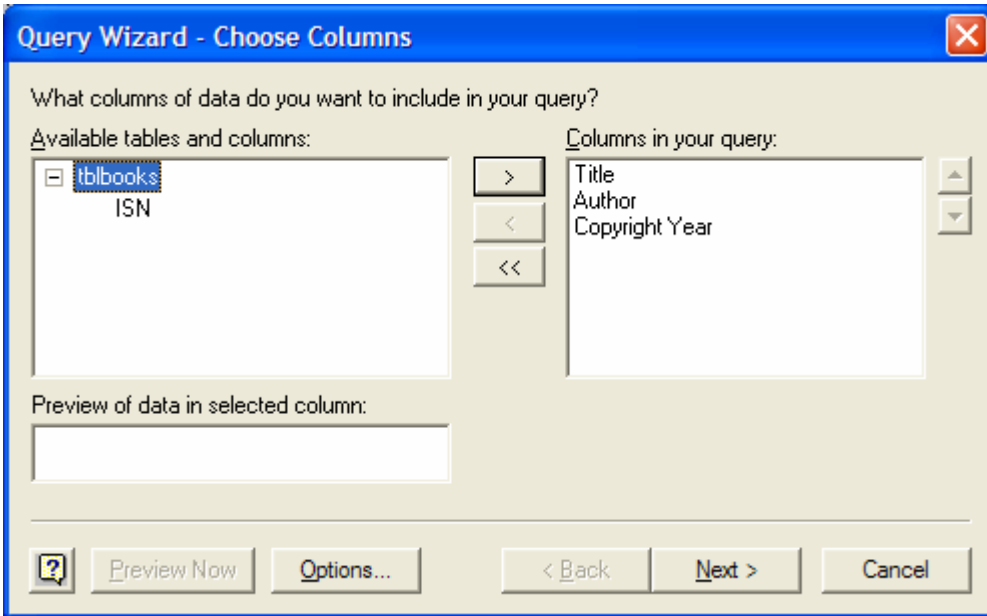 Query Wizard - Choose Columns
What columns of data do you want to include in your query?
Available tables and columns:
tblbooks
ISN
>
<
<<
Columns in your query:
Title
Author
Copyright Year
Preview of data in selected column:
Preview Now
Options...
< Back
Next >
Cancel